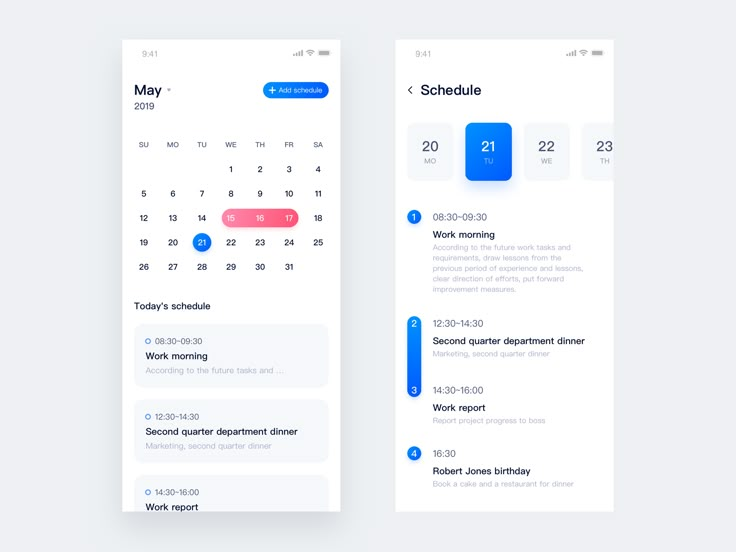 9:41
May
2019
Add schedule
SU MO TU WE TH FR SA
1 2 3 4
5 6 7 8 9 10 11
12 13 14 15 16 17 18
19 20 21 22 23 24 25
26 27 28 29 30 31
Today's schedule
08:30~09:30
Work morning
According to the future tasks and ...
12:30~14:30
Second quarter department dinner
Marketing, second quarter dinner
14:30~16:00
Work report
9:41
Schedule
20 21 22 23
MO TU WE TH
1 08:30~09:30
Work morning
According to the future work tasks and
requirements, draw lessons from the
previous period of experience and lessons,
clear direction of efforts, put forward
improvement measures.
2 12:30~14:30
Second quarter department dinner
Marketing, second quarter dinner
3 14:30~16:00
Work report
Report project progress to boss
4 16:30
Robert Jones birthday
Book a cake and a restaurant for dinner